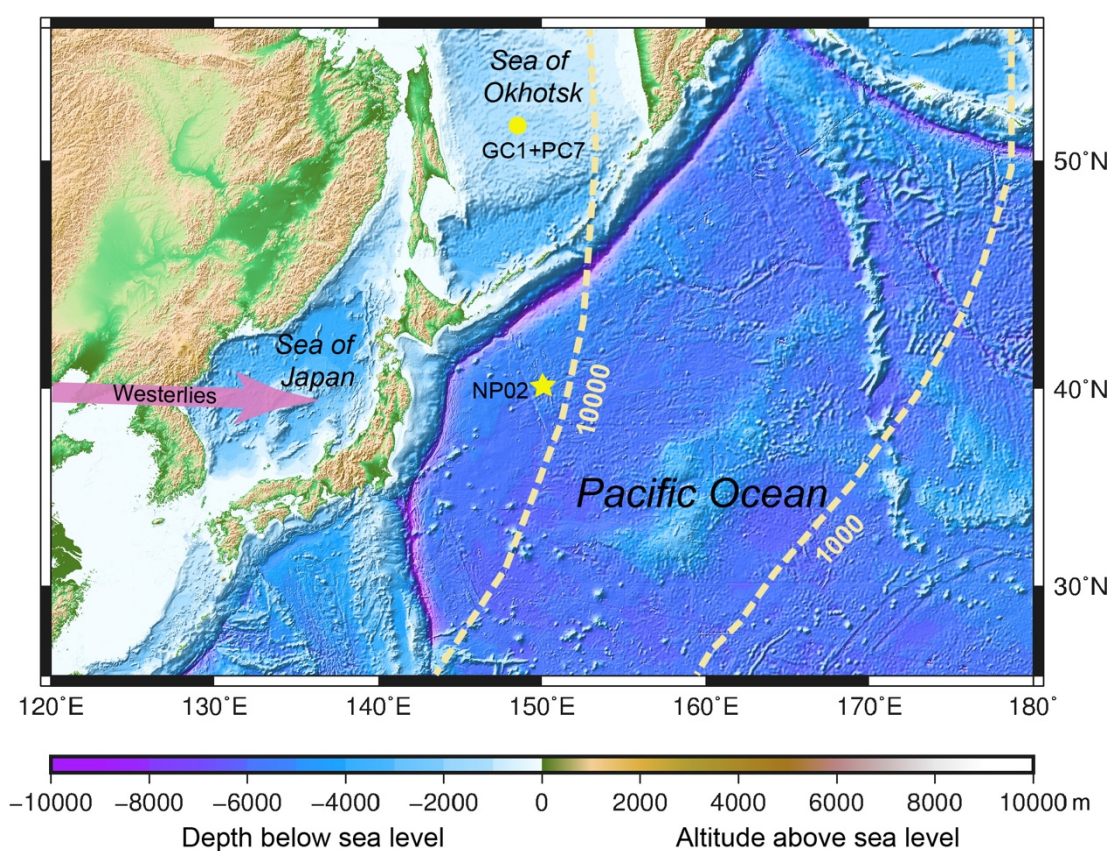 Sea of
Okhotsk
GC1+PC7
50˚N
Sea of
Japan
Westerlies
NP02
10000
40˚N
Pacific Ocean
1000
30˚N
120˚E
130˚E
140˚E
150˚E
160˚E
170˚E
180˚
−10000 −8000 −6000 −4000 −2000 0 2000 4000 6000 8000 10000 m
Depth below sea level
Altitude above sea level